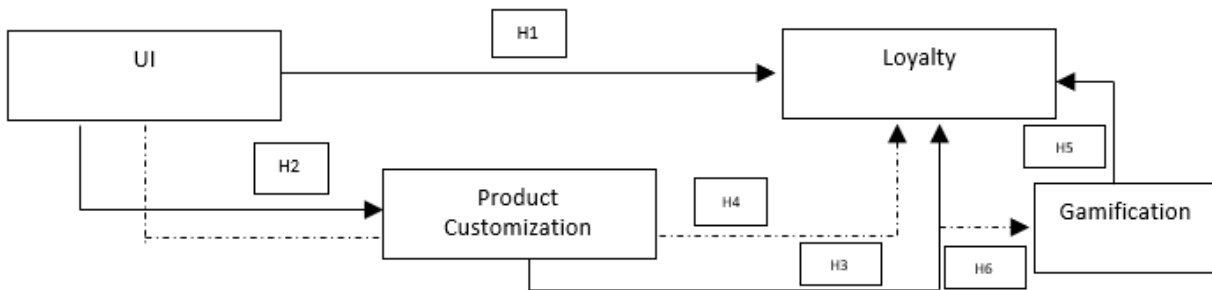 H1
UI
Loyalty
H2
H5
Product
Customization
H4
Gamification
H3
H6